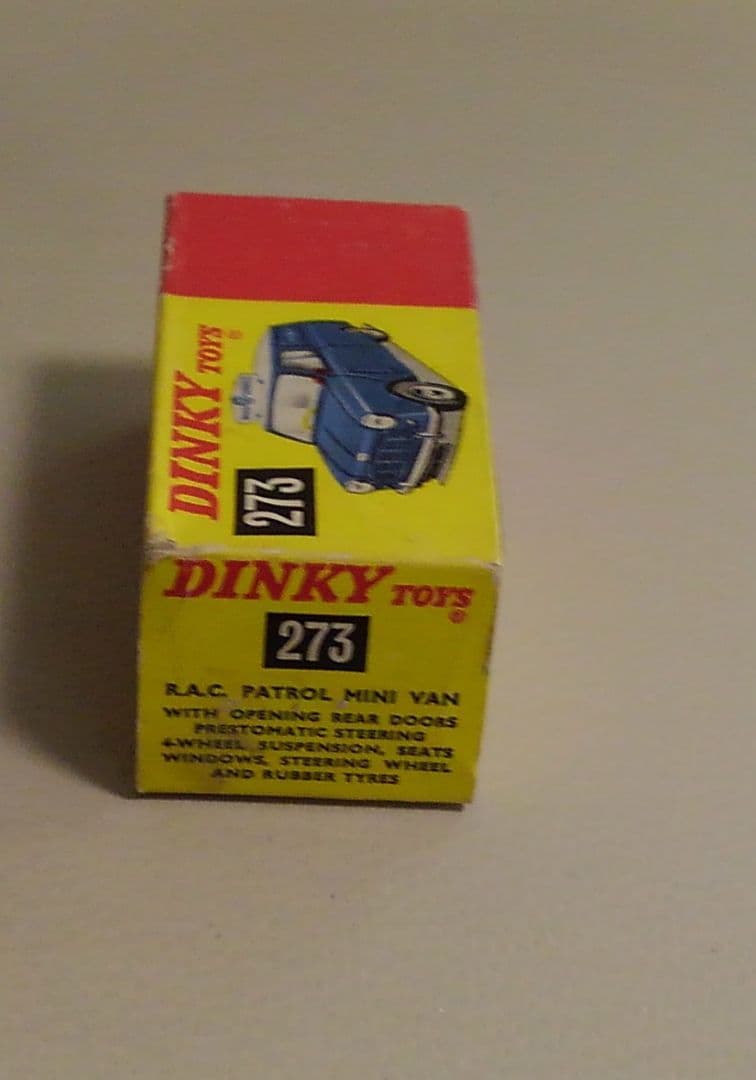 DINKY TOYS ®
273
DINKY TOYS
®
273
R.A.C. PATROL MINI VAN
WITH OPENING REAR DOORS
PRESTOMATIC STEERING
4-WHEEL SUSPENSION, SEATS
WINDOWS, STEERING WHEEL
AND RUBBER TYRES